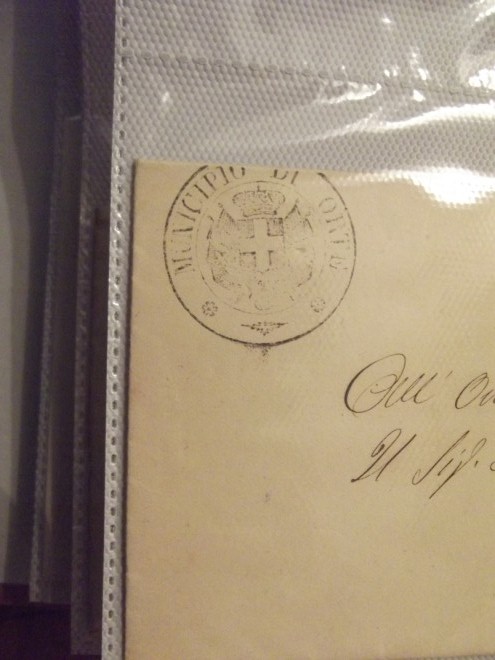 MUNICIPIO DI ORTE
All' On
Il Sig.